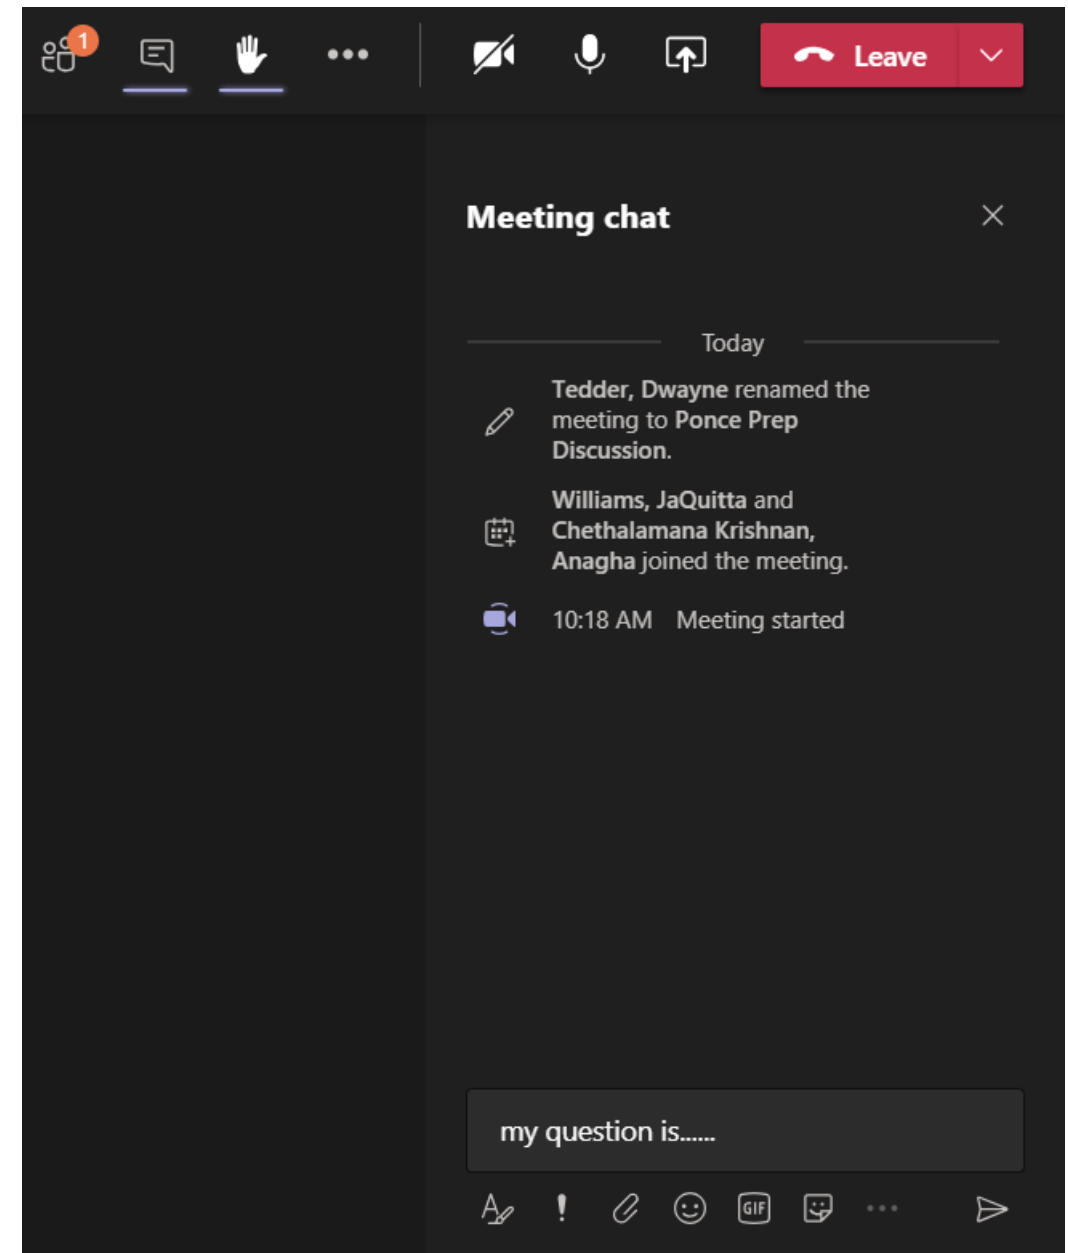 1
Leave
Meeting chat
Today
Tedder, Dwayne renamed the
meeting to Ponce Prep
Discussion.
Williams, JaQuitta and
Chethalamana Krishnan,
Anagha joined the meeting.
10:18 AM Meeting started
my question is......
GIF